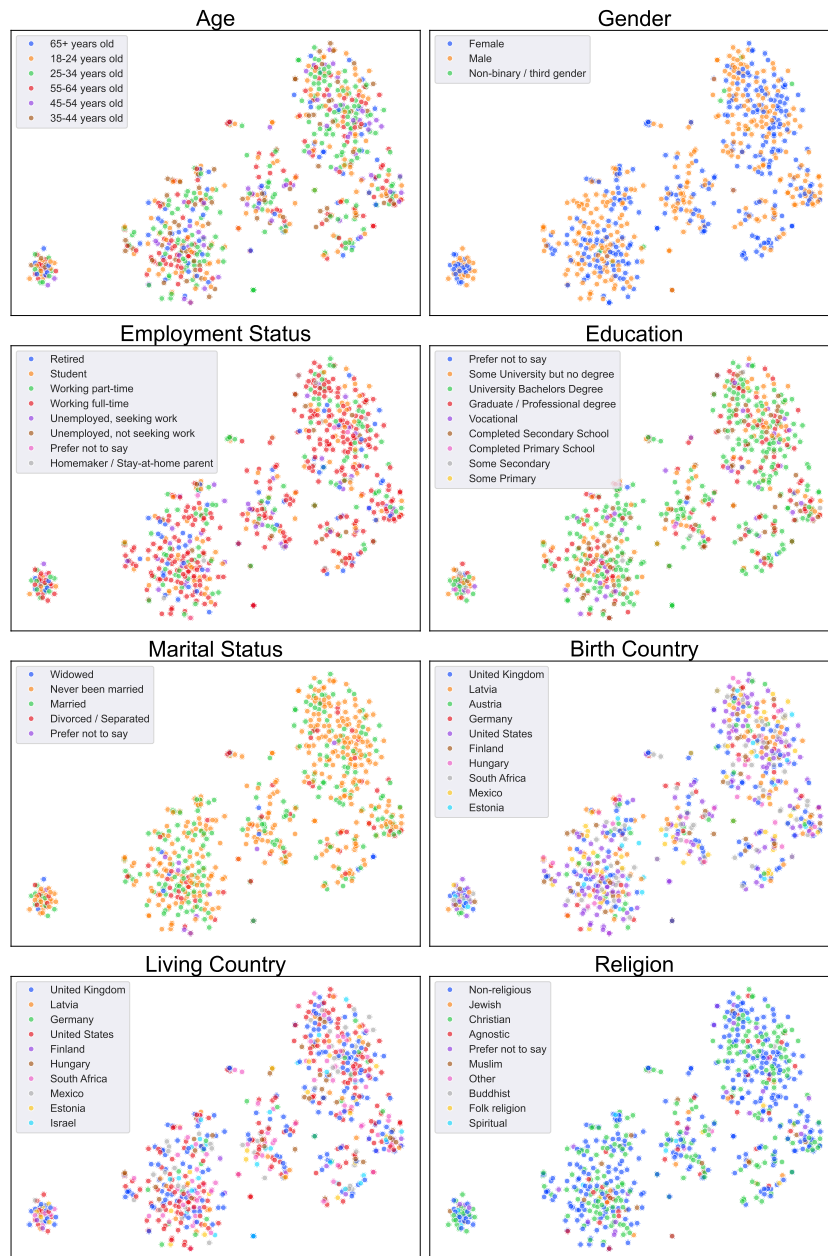 Age
65+ years old
18-24 years old
25-34 years old
55-64 years old
45-54 years old
35-44 years old
Gender
Female
Male
Non-binary / third gender
Employment Status
Retired
Student
Working part-time
Working full-time
Unemployed, seeking work
Unemployed, not seeking work
Prefer not to say
Homemaker / Stay-at-home parent
Education
Prefer not to say
Some University but no degree
University Bachelors Degree
Graduate / Professional degree
Vocational
Completed Secondary School
Completed Primary School
Some Secondary
Some Primary
Marital Status
Widowed
Never been married
Married
Divorced / Separated
Prefer not to say
Birth Country
United Kingdom
Latvia
Austria
Germany
United States
Finland
Hungary
South Africa
Mexico
Estonia
Living Country
United Kingdom
Latvia
Germany
United States
Finland
Hungary
South Africa
Mexico
Estonia
Israel
Religion
Non-religious
Jewish
Christian
Agnostic
Prefer not to say
Muslim
Other
Buddhist
Folk religion
Spiritual